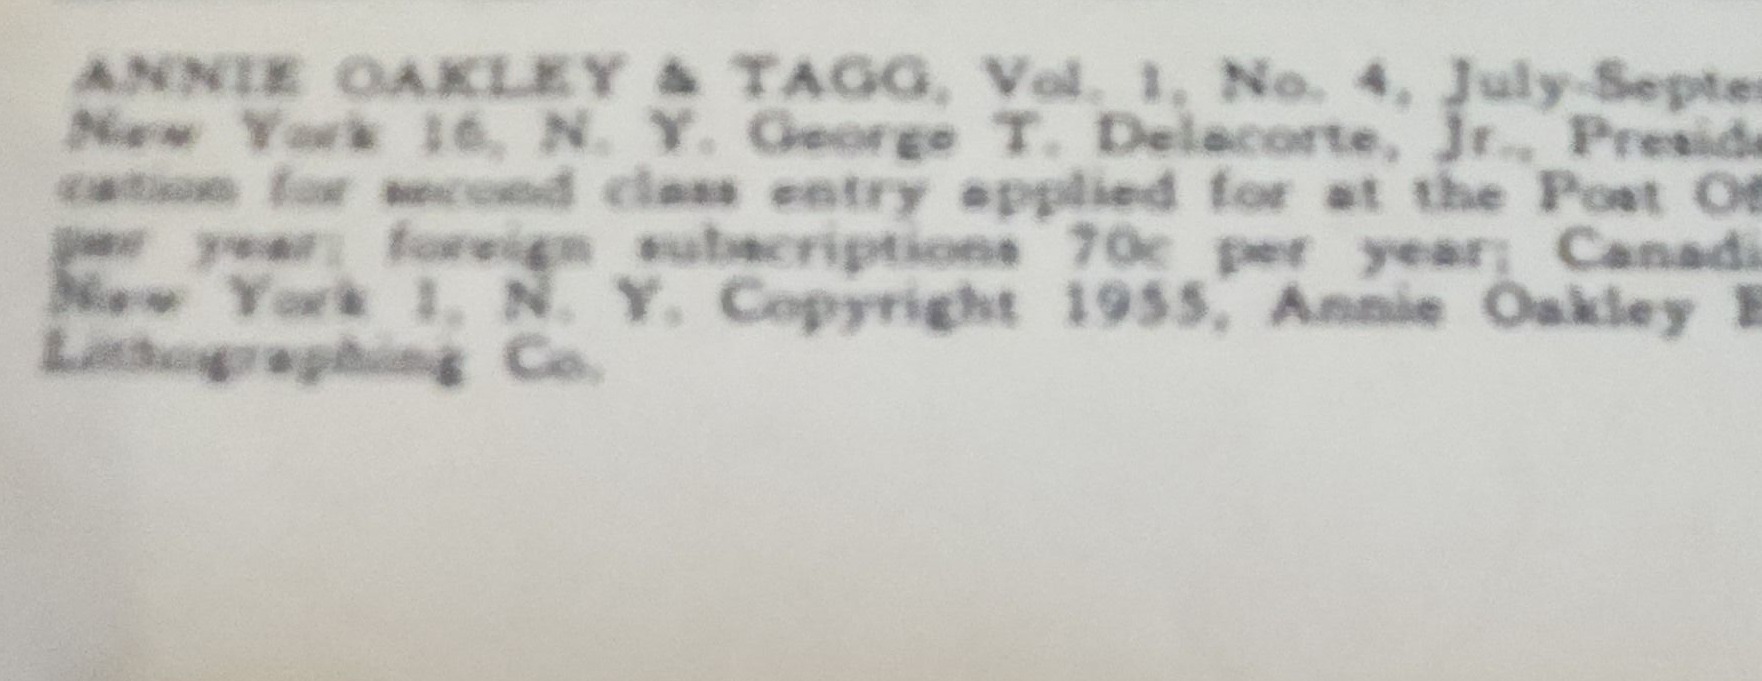 ANNIE OAKLEY & TAGG, Vol. 1, No. 4, July-Septe
New York 16, N. Y. George T. Delacorte, Jr., Presid
cation for second class entry applied for at the Post Of
per year; foreign subscriptions 70c per year; Canadi
New York 1, N. Y. Copyright 1955, Annie Oakley
Lithographing Co.